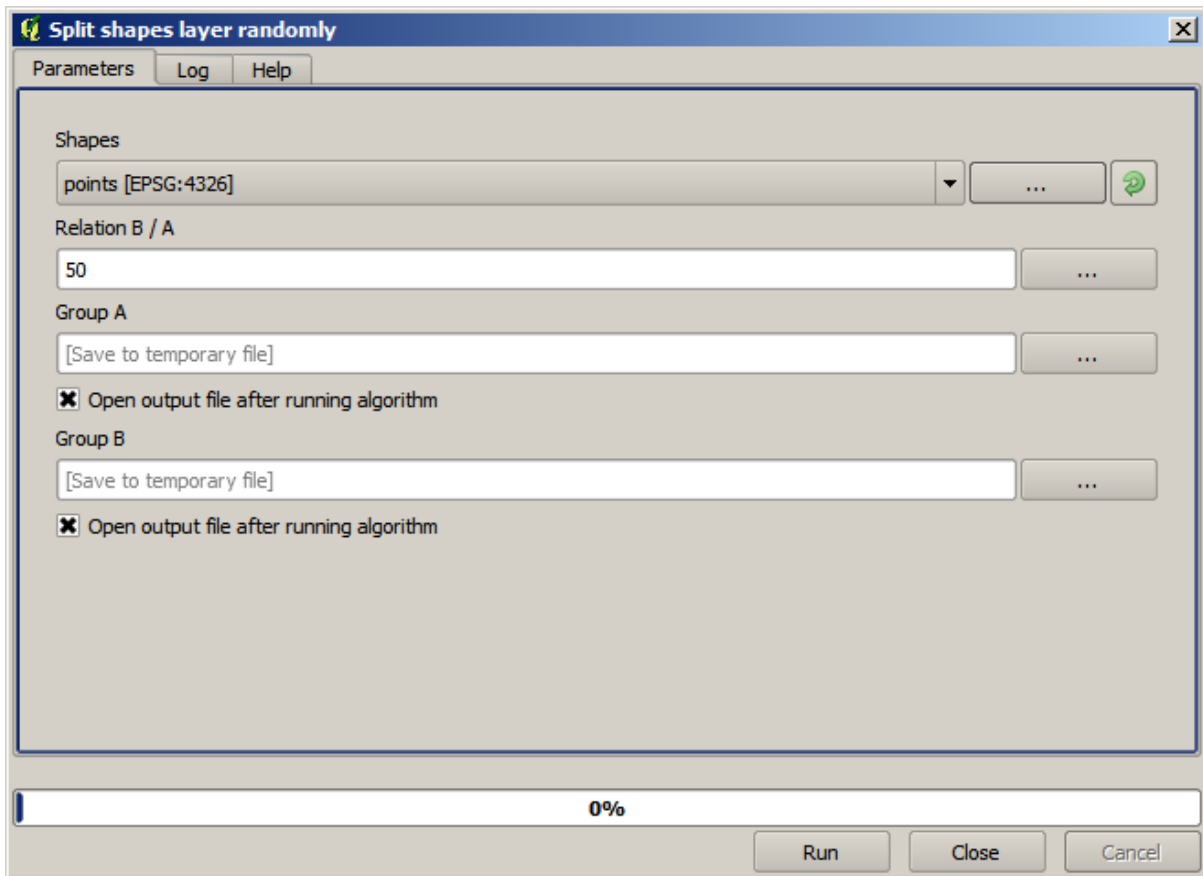 Split shapes layer randomly
Parameters Log Help
Shapes
points [EPSG:4326] ...
Relation B / A
50 ...
Group A
[Save to temporary file] ...
Open output file after running algorithm
Group B
[Save to temporary file] ...
Open output file after running algorithm
0%
Run Close Cancel